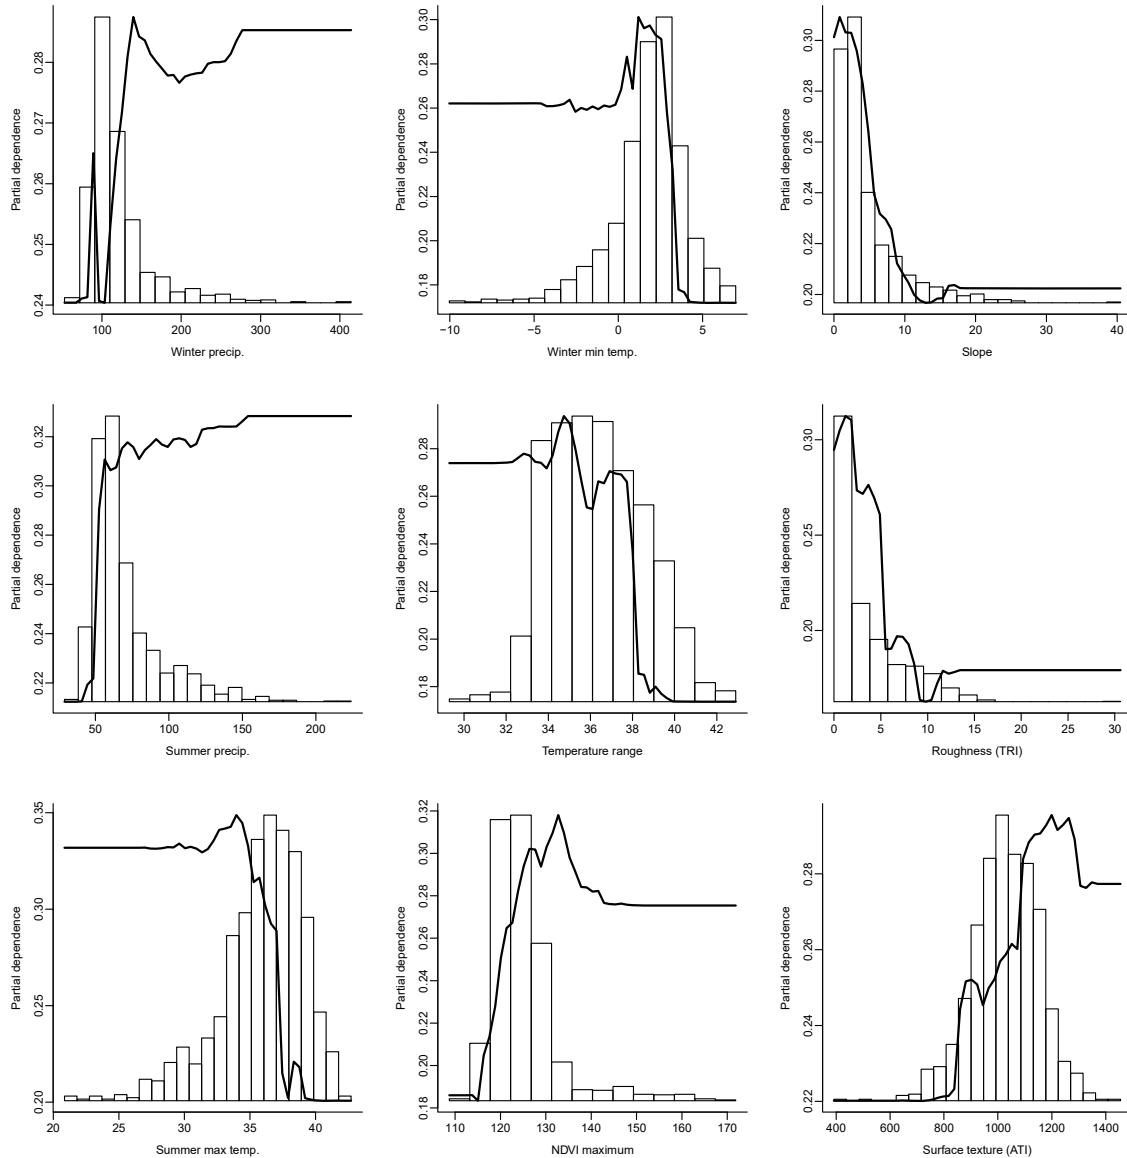 Partial dependence
0.24 0.25 0.26 0.27 0.28
100 200 300 400
Winter precip.
Partial dependence
0.18 0.20 0.22 0.24 0.26 0.28 0.30
−10 −5 0 5
Winter min temp.
Partial dependence
0.20 0.22 0.24 0.26 0.28 0.30
0 10 20 30 40
Slope
Partial dependence
0.22 0.24 0.26 0.28 0.30 0.32
50 100 150 200
Summer precip.
Partial dependence
0.18 0.20 0.22 0.24 0.26 0.28
30 32 34 36 38 40 42
Temperature range
Partial dependence
0.20 0.25 0.30
0 5 10 15 20 25 30
Roughness (TRI)
Partial dependence
0.20 0.25 0.30 0.35
20 25 30 35 40
Summer max temp.
Partial dependence
0.18 0.20 0.22 0.24 0.26 0.28 0.30 0.32
110 120 130 140 150 160 170
NDVI maximum
Partial dependence
0.22 0.24 0.26 0.28
400 600 800 1000 1200 1400
Surface texture (ATI)